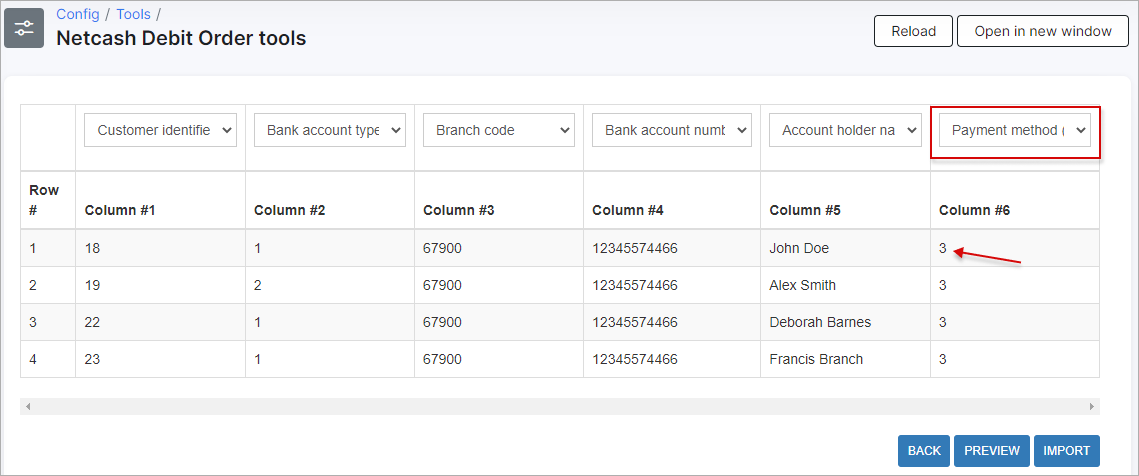 Config / Tools /
Netcash Debit Order tools
Reload
Open in new window
Customer identifie
Bank account type
Branch code
Bank account numb
Account holder na
Payment method (
Row # Column #1 Column #2 Column #3 Column #4 Column #5 Column #6
1 18 1 67900 12345574466 John Doe 3
2 19 2 67900 12345574466 Alex Smith 3
3 22 1 67900 12345574466 Deborah Barnes 3
4 23 1 67900 12345574466 Francis Branch 3
BACK PREVIEW IMPORT